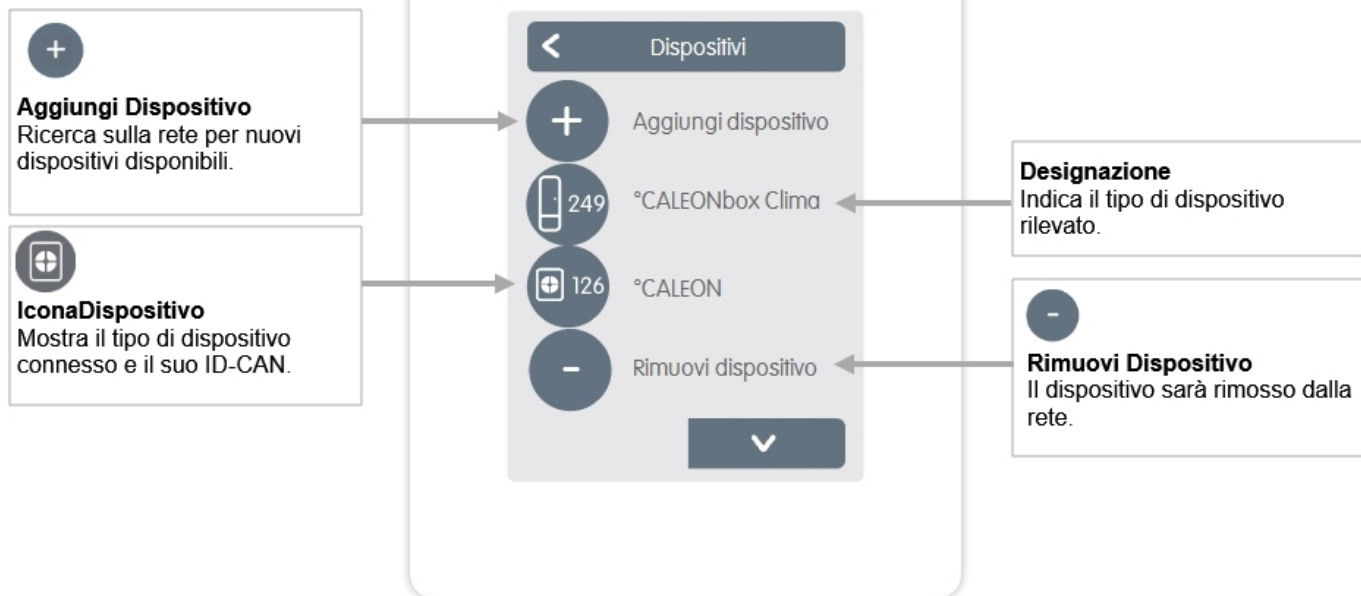 +
Aggiungi Dispositivo
Ricerca sulla rete per nuovi
dispositivi disponibili.
IconaDispositivo
Mostra il tipo di dispositivo
connesso e il suo ID-CAN.
Dispositivi
+
Aggiungi dispositivo
249
°CALEONbox Clima
126
°CALEON
-
Rimuovi dispositivo
Designazione
Indica il tipo di dispositivo
rilevato.
-
Rimuovi Dispositivo
Il dispositivo sarà rimosso dalla
rete.